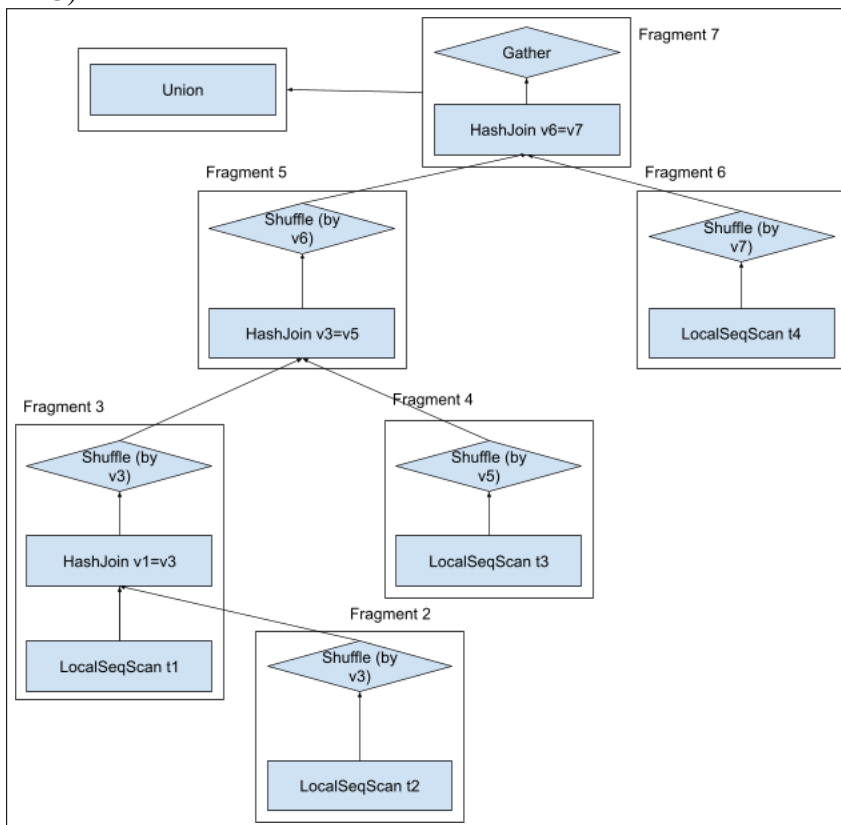 Fragment 7
Gather
Union
HashJoin v6=v7
Fragment 5
Fragment 6
Shuffle (by
v6)
Shuffle (by
v7)
HashJoin v3=v5
LocalSeqScan t4
Fragment 3
Fragment 4
Shuffle (by
v3)
Shuffle (by
v5)
HashJoin v1=v3
LocalSeqScan t3
Fragment 2
LocalSeqScan t1
Shuffle (by
v3)
LocalSeqScan t2